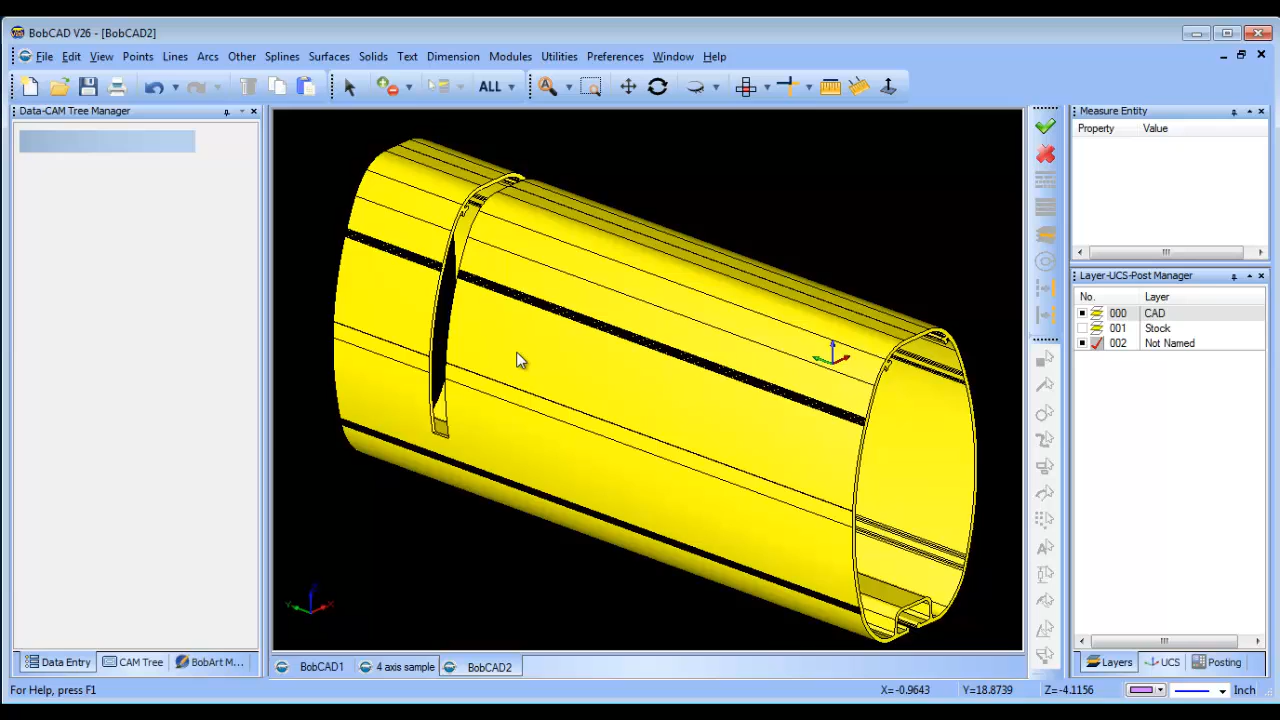 BobCAD V26 - [BobCAD2]
File Edit View Points Lines Arcs Other Splines Surfaces Solids Text Dimension Modules Utilities Preferences Window Help
ALL
Data-CAM Tree Manager
Measure Entity
Property Value
Layer-UCS-Post Manager
No. Layer
000 CAD
001 Stock
002 Not Named
Data Entry CAM Tree BobArt M...
BobCAD1 4 axis sample BobCAD2
Layers UCS Posting
For Help, press F1
X= -0.9643 Y=18.8739 Z=-4.1156 Inch